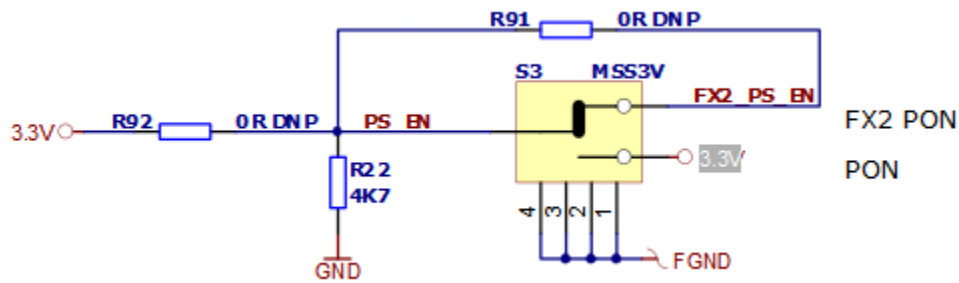 R91 0R DNP
S3 MSS3V
FX2_PS_EN
FX2 PON
3.3V R92 0R DNP PS_EN
3.3V
PON
R22
4K7
4 3 2 1
GND
FGND